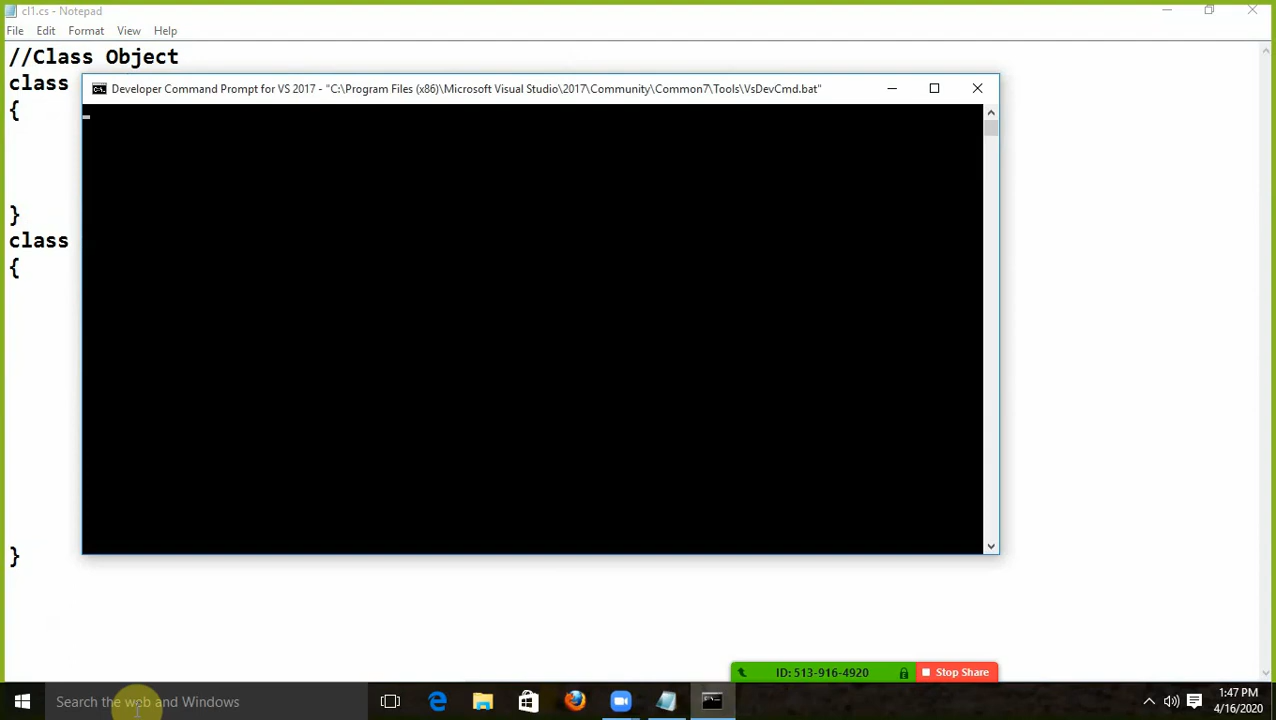 cl1.cs - Notepad
File Edit Format View Help
//Class Object
class
{
}
class
{
}
Developer Command Prompt for VS 2017 - "C:\Program Files (x86)\Microsoft Visual Studio\2017\Community\Common7\Tools\VsDevCmd.bat"
ID: 513-916-4920 Stop Share
Search the web and Windows
1:47 PM
4/16/2020